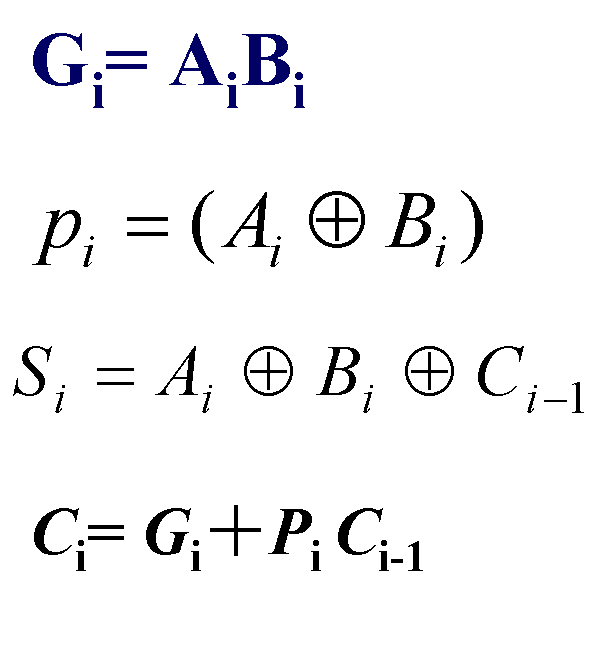 Gᵢ= AᵢBᵢ
pᵢ = (Aᵢ ⊕ Bᵢ)
Sᵢ = Aᵢ ⊕ Bᵢ ⊕ Cᵢ₋₁
Cᵢ= Gᵢ+Pᵢ Cᵢ₋₁